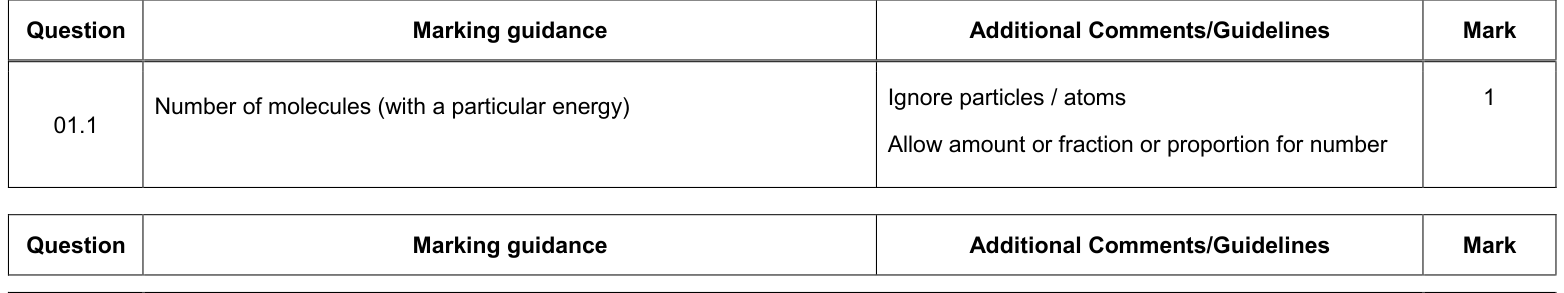 Question Marking guidance Additional Comments/Guidelines Mark
01.1 Number of molecules (with a particular energy) Ignore particles / atoms 1
Allow amount or fraction or proportion for number
Question Marking guidance Additional Comments/Guidelines Mark